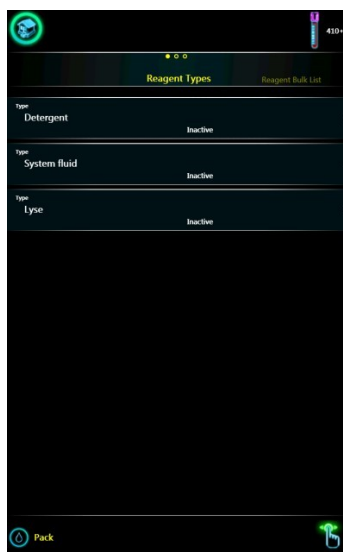 410+
Reagent Types Reagent Bulk List
Type
Detergent
Inactive
Type
System fluid
Inactive
Type
Lyse
Inactive
Pack